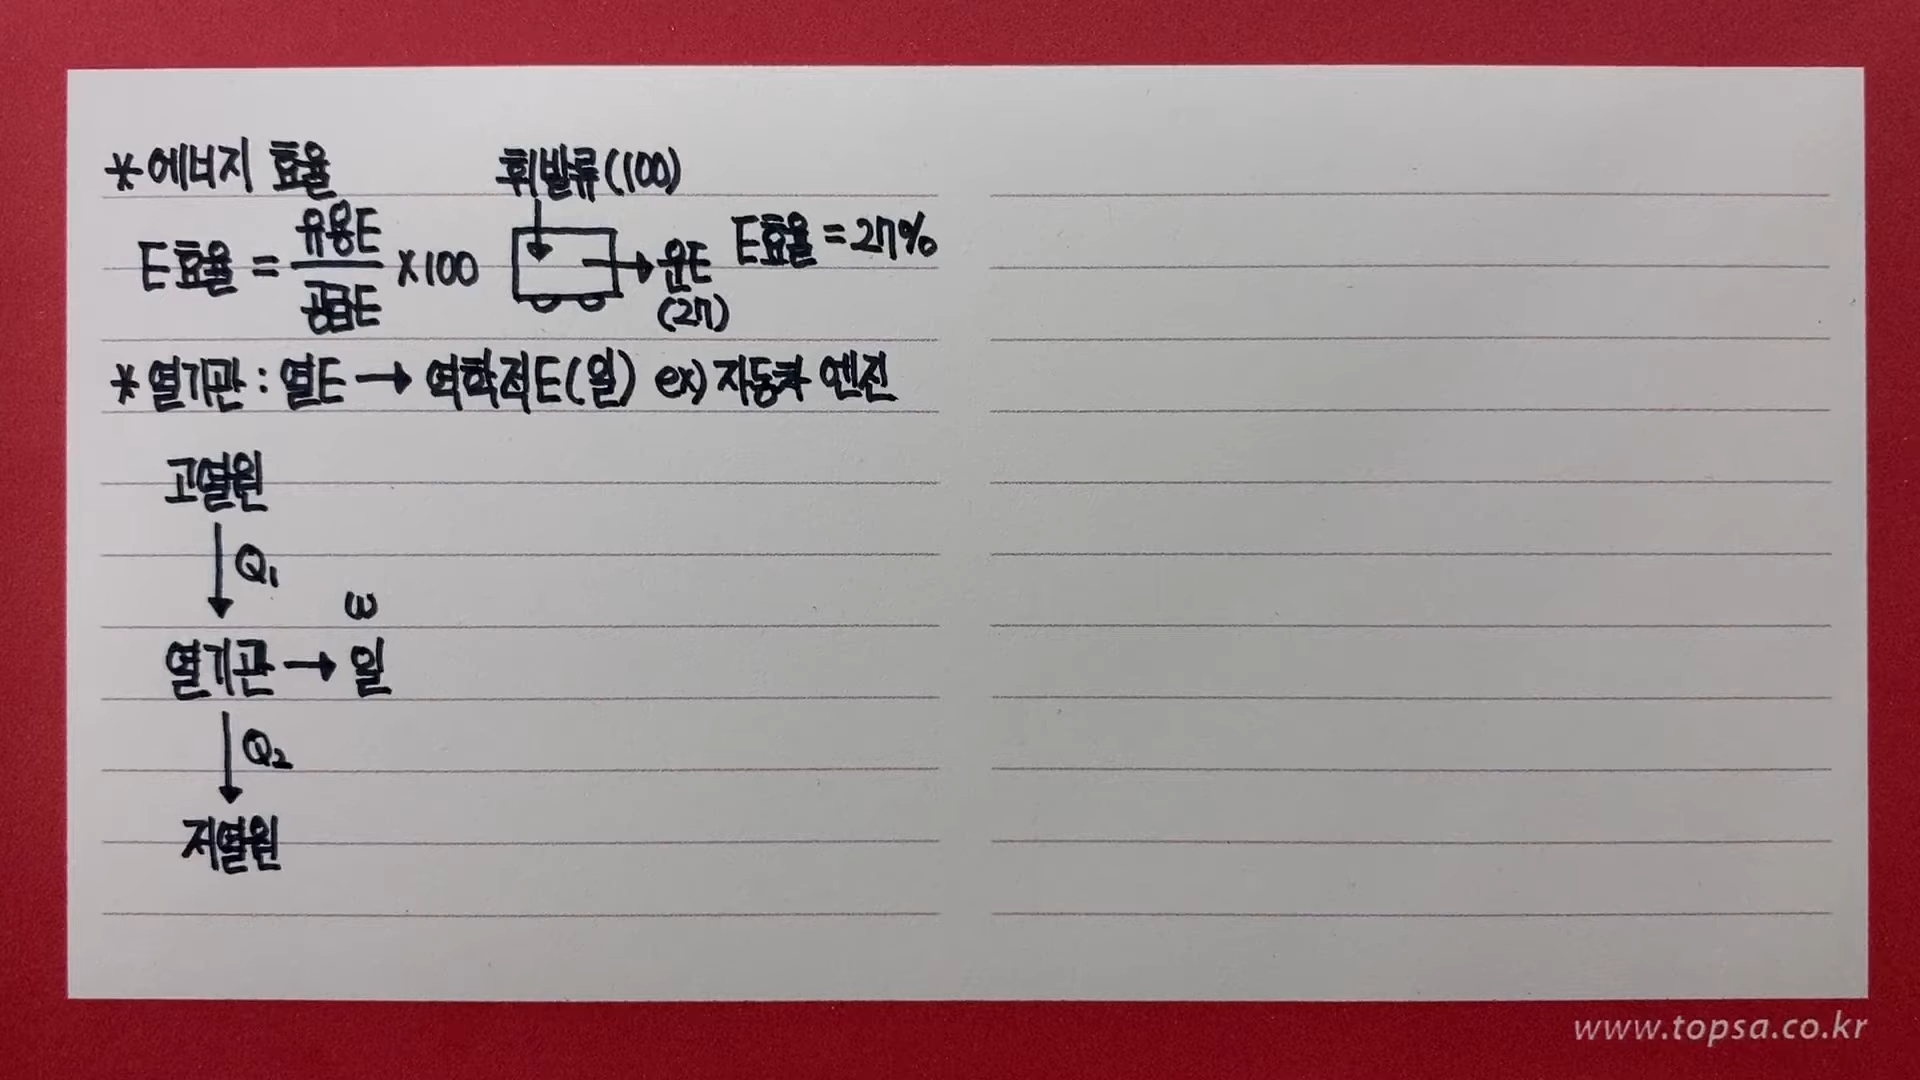 *에너지 효율
휘발류(100)
E효율 = 유용E / 공급E ×100
운E
(27)
E효율 = 27%
*열기관 : 열E → 역학적E(일) ex) 자동차 엔진
고열원
↓ Q₁
ω
열기관 → 일
↓ Q₂
저열원
www.topsa.co.kr